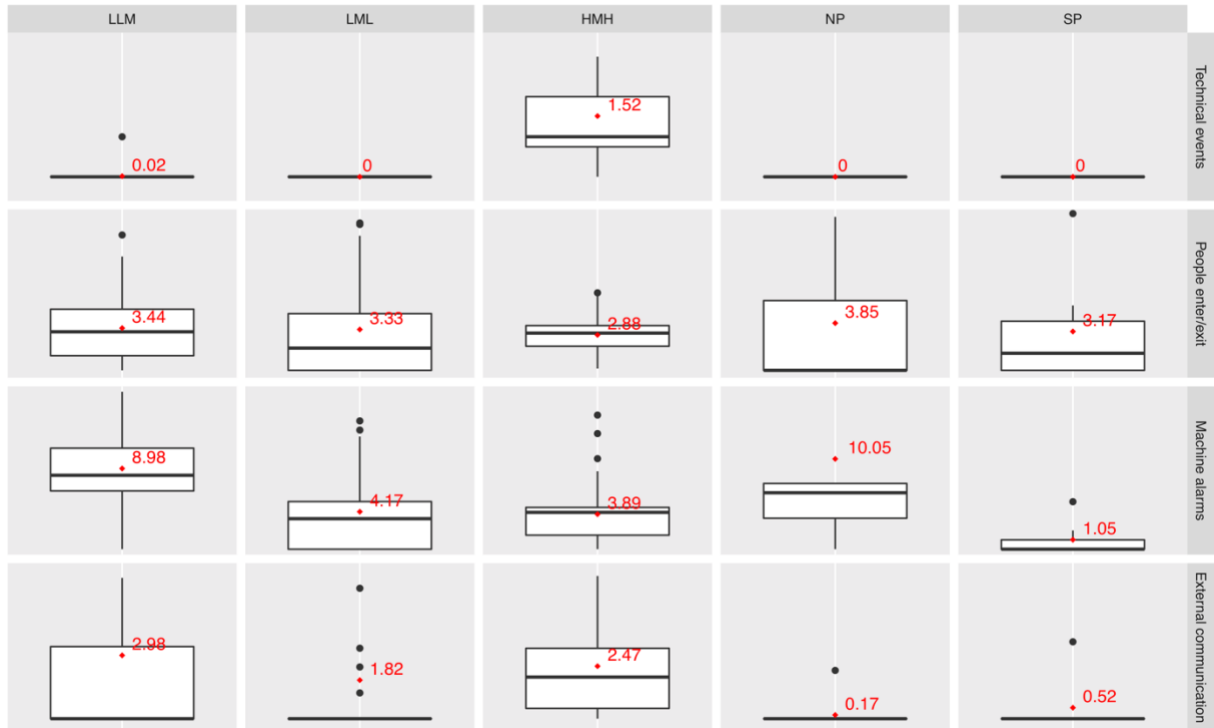 LLM LML HMH NP SP
Technical events
0.02 0 1.52 0 0
People enter/exit
3.44 3.33 2.88 3.85 3.17
Machine alarms
8.98 4.17 3.89 10.05 1.05
External communication
2.98 1.82 2.47 0.17 0.52